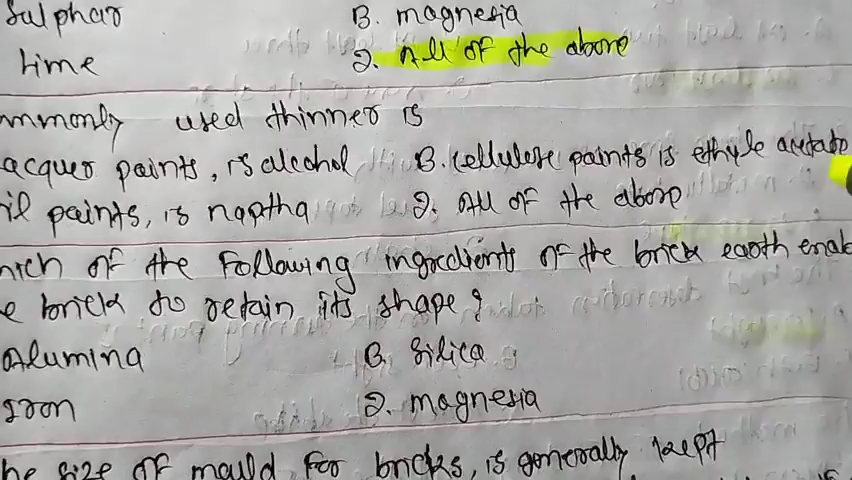 Sulphar B. magnesia
Lime D. All of the above
mmonly used thinner is
acquer paints, is alcohol B. Cellulose paints is ethyle acetate
il paints, is naptha D. All of the above
hich of the Following ingredients of the brick earth enab
e brick to retain its shape?
Alumina B. Silica
Iron D. magnesia
he size of mould for bricks, is generally kept